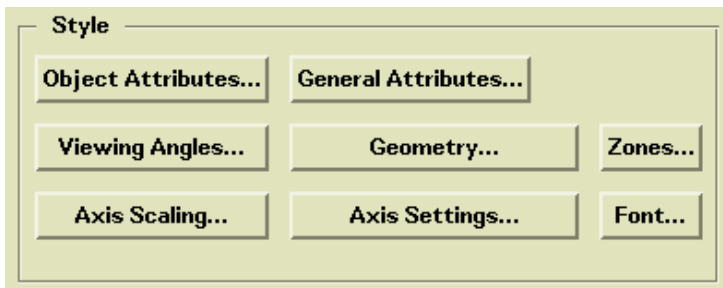 Style
Object Attributes... General Attributes...
Viewing Angles... Geometry... Zones...
Axis Scaling... Axis Settings... Font...